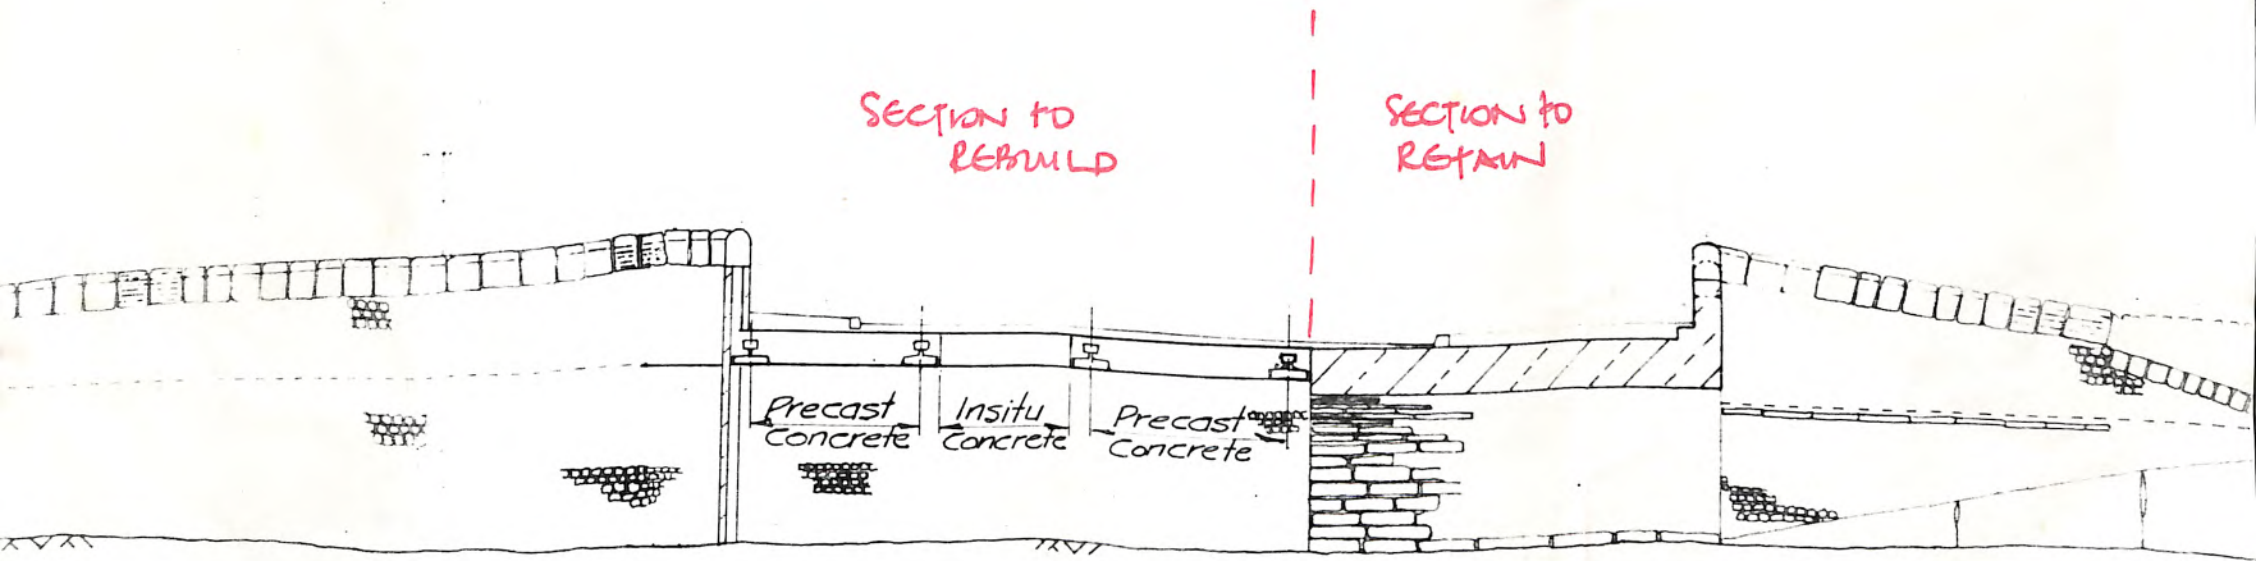 SECTION TO
REBUILD
SECTION TO
RETAIN
Precast
Concrete
Insitu
Concrete
Precast
Concrete